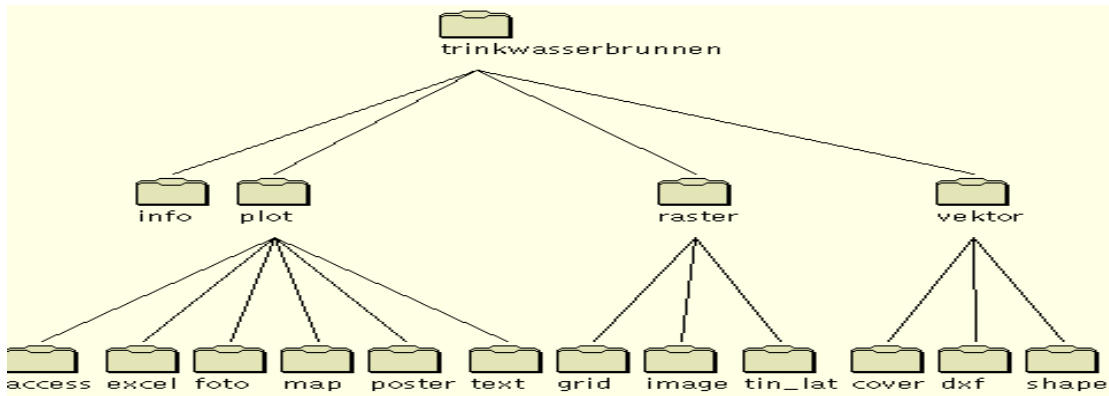 trinkwasserbrunnen
info plot raster vektor
access excel foto map poster text grid image tin_lat cover dxf shape